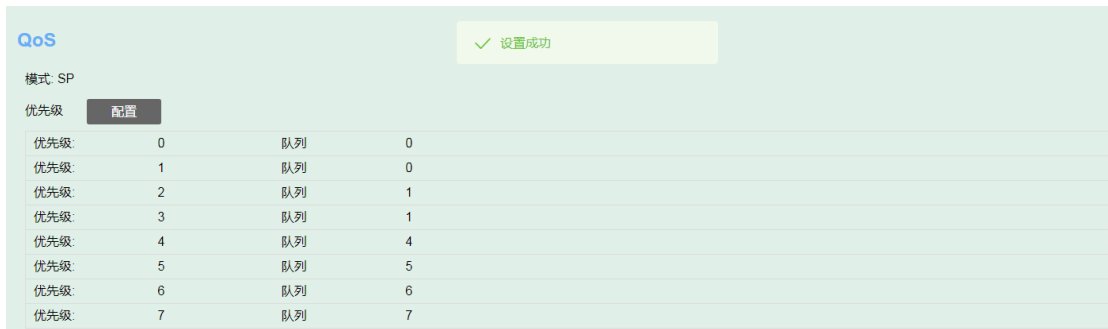 QoS
设置成功
模式: SP
优先级 配置
优先级: 0 队列 0
优先级: 1 队列 0
优先级: 2 队列 1
优先级: 3 队列 1
优先级: 4 队列 4
优先级: 5 队列 5
优先级: 6 队列 6
优先级: 7 队列 7